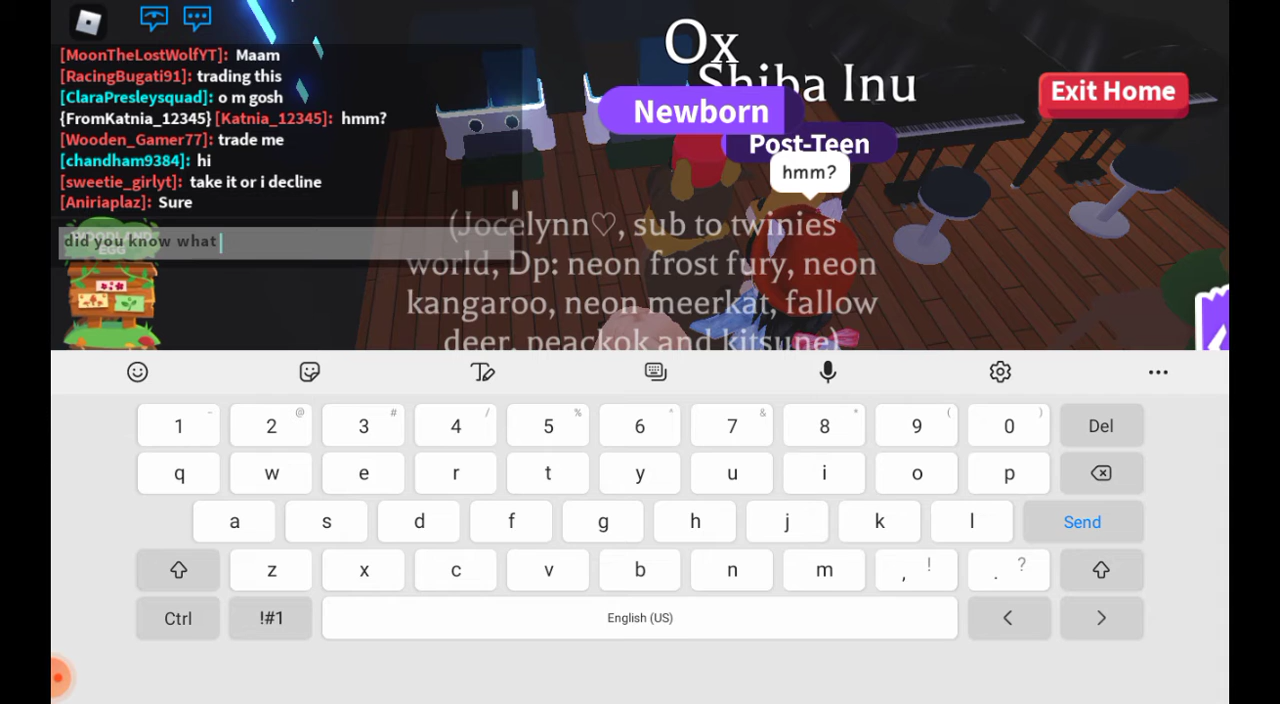 [MoonTheLostWolfYT]: Maam
[RacingBugati91]: trading this
[ClaraPresleysquad]: o m gosh
{FromKatnia_12345} [Katnia_12345]: hmm?
[Wooden_Gamer77]: trade me
[chandham9384]: hi
[sweetie_girlyt]: take it or i decline
[Aniriaplaz]: Sure
did you know what
EGG
Ox
Shiba Inu
Newborn
Post-Teen
hmm?
Exit Home
(Jocelynn♡, sub to twinies
world, Dp: neon frost fury, neon
kangaroo, neon meerkat, fallow
deer, peackok and kitsune)
1 - 2 @ 3 # 4 / 5 % 6 ^ 7 & 8 * 9 ( 0 ) Del
q w e r t y u i o p
a s d f g h j k l Send
z x c v b n m , ! . ?
Ctrl !#1 English (US) < >